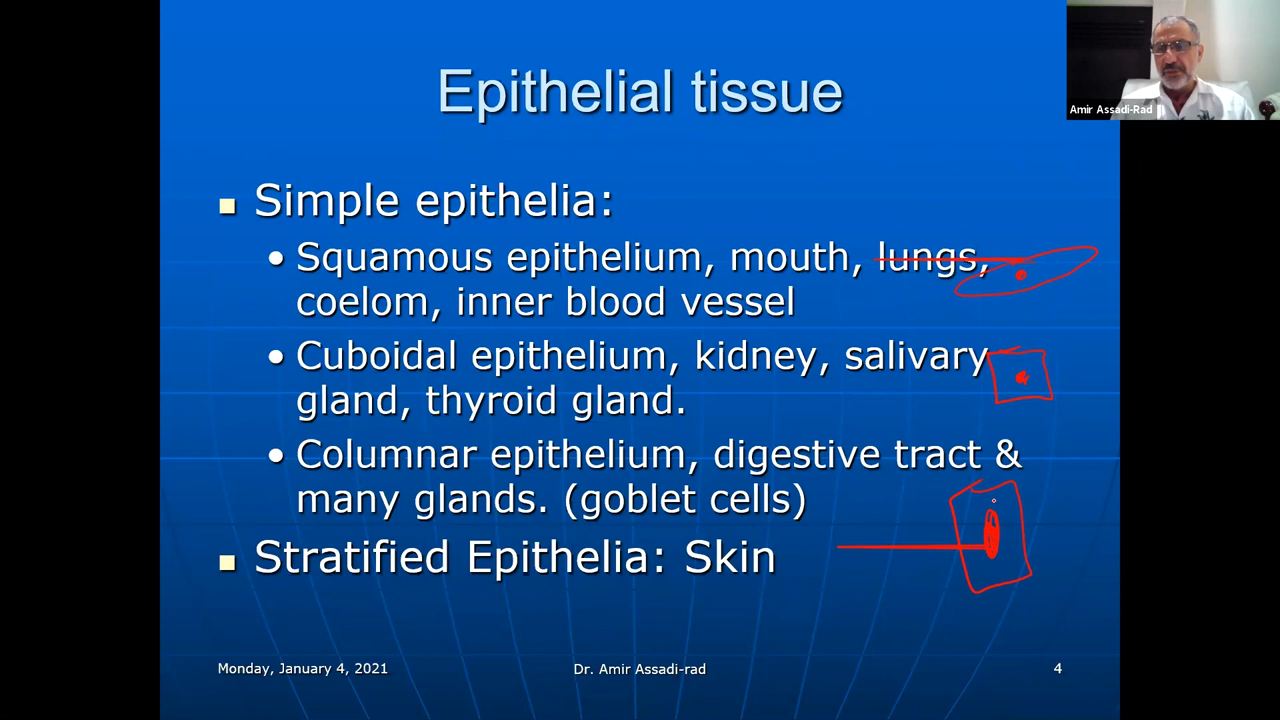 Epithelial tissue
Amir Assadi-Rad
Simple epithelia:
• Squamous epithelium, mouth, lungs,
coelom, inner blood vessel
• Cuboidal epithelium, kidney, salivary
gland, thyroid gland.
• Columnar epithelium, digestive tract &
many glands. (goblet cells)
Stratified Epithelia: Skin
Monday, January 4, 2021
Dr. Amir Assadi-rad
4